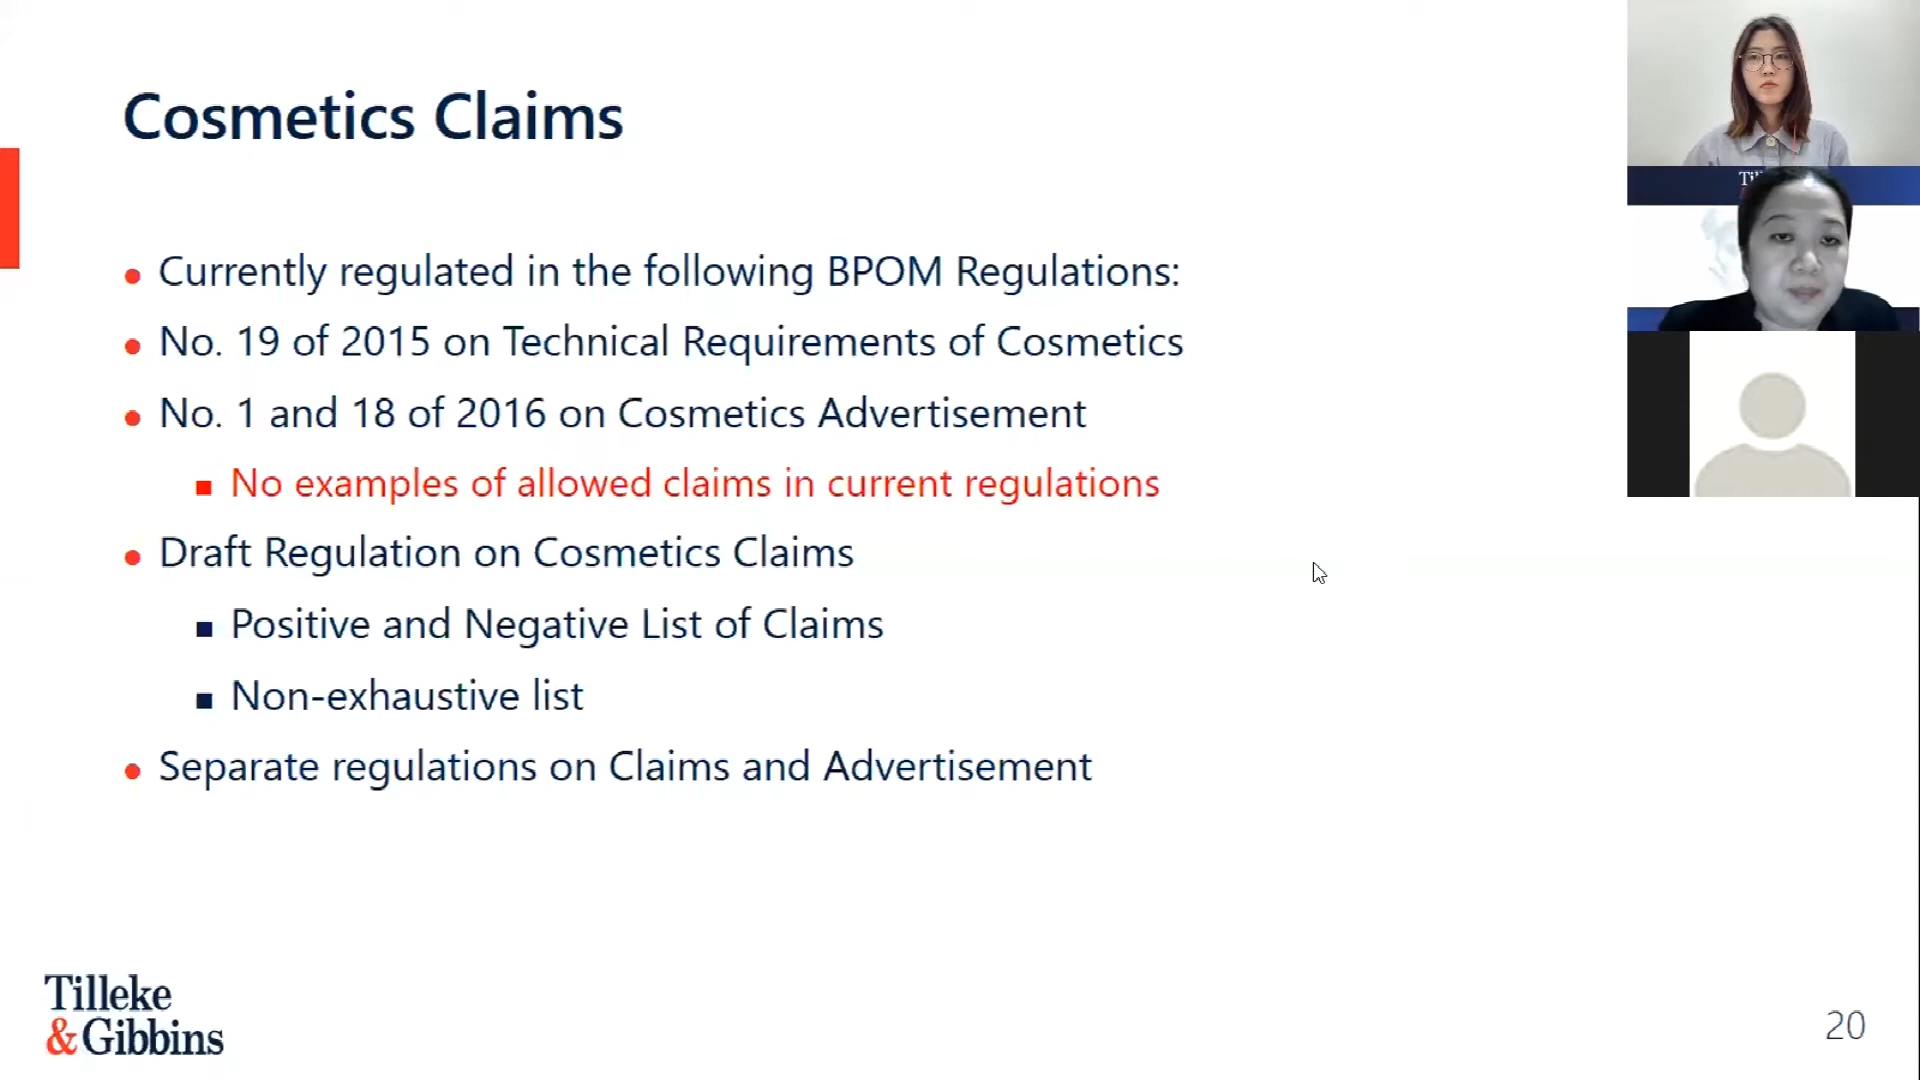 Cosmetics Claims
Currently regulated in the following BPOM Regulations:
No. 19 of 2015 on Technical Requirements of Cosmetics
No. 1 and 18 of 2016 on Cosmetics Advertisement
No examples of allowed claims in current regulations
Draft Regulation on Cosmetics Claims
Positive and Negative List of Claims
Non-exhaustive list
Separate regulations on Claims and Advertisement
Tilleke
&Gibbins
20